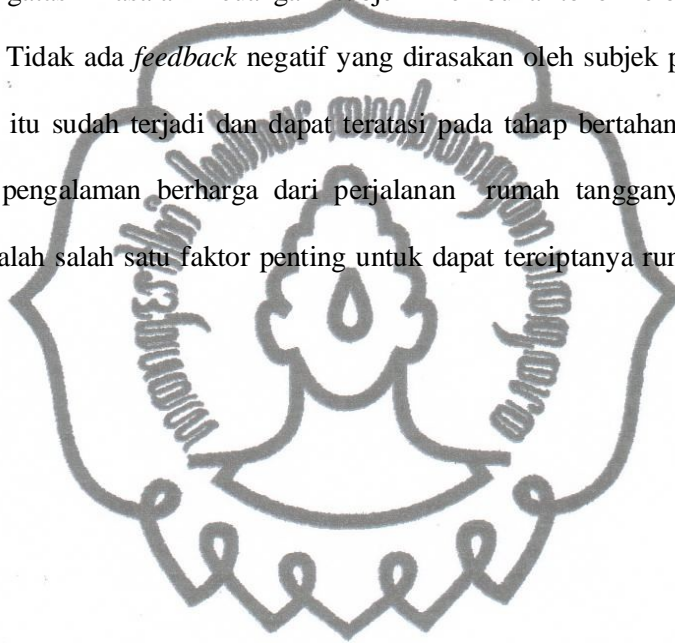 Tidak ada feedback negatif yang dirasakan oleh subjek p
itu sudah terjadi dan dapat teratasi pada tahap bertahan
pengalaman berharga dari perjalanan rumah tanggany
alah salah satu faktor penting untuk dapat terciptanya